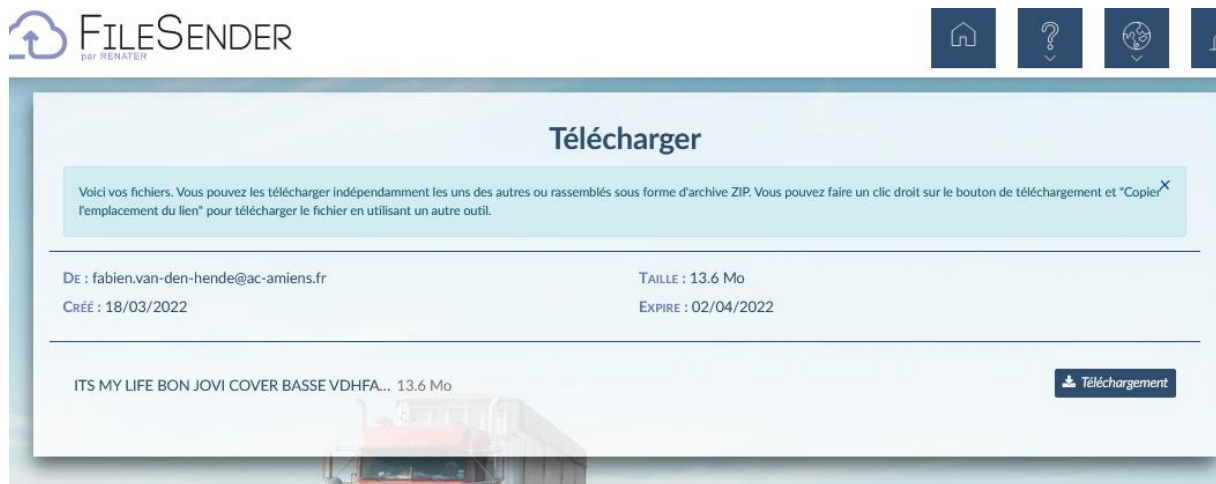 FILESENDER
par RENATER
Télécharger
Voici vos fichiers. Vous pouvez les télécharger indépendamment les uns des autres ou rassemblés sous forme d'archive ZIP. Vous pouvez faire un clic droit sur le bouton de téléchargement et "Copier
l'emplacement du lien" pour télécharger le fichier en utilisant un autre outil.
DE : fabien.van-den-hende@ac-amiens.fr
TAILLE : 13.6 Mo
CRÉÉ : 18/03/2022
EXPIRE : 02/04/2022
ITS MY LIFE BON JOVI COVER BASSE VDHFA... 13.6 Mo
Téléchargement